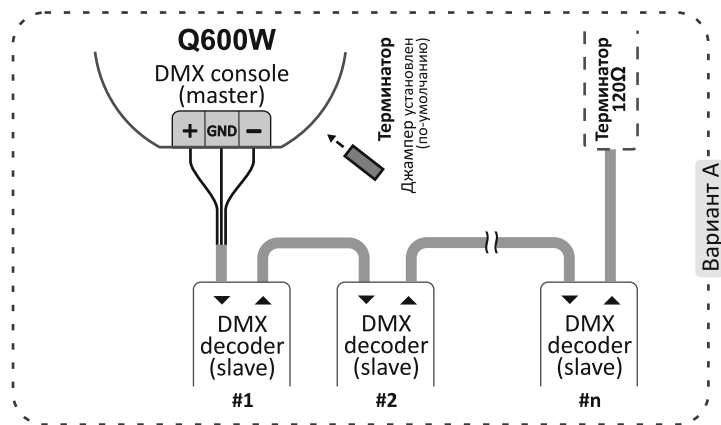 Q600W
DMX console
(master)
+ GND −
Терминатор
Джампер установлен
(по-умолчанию)
Терминатор
120Ω
Вариант А
DMX
decoder
(slave)
#1
DMX
decoder
(slave)
#2
DMX
decoder
(slave)
#n